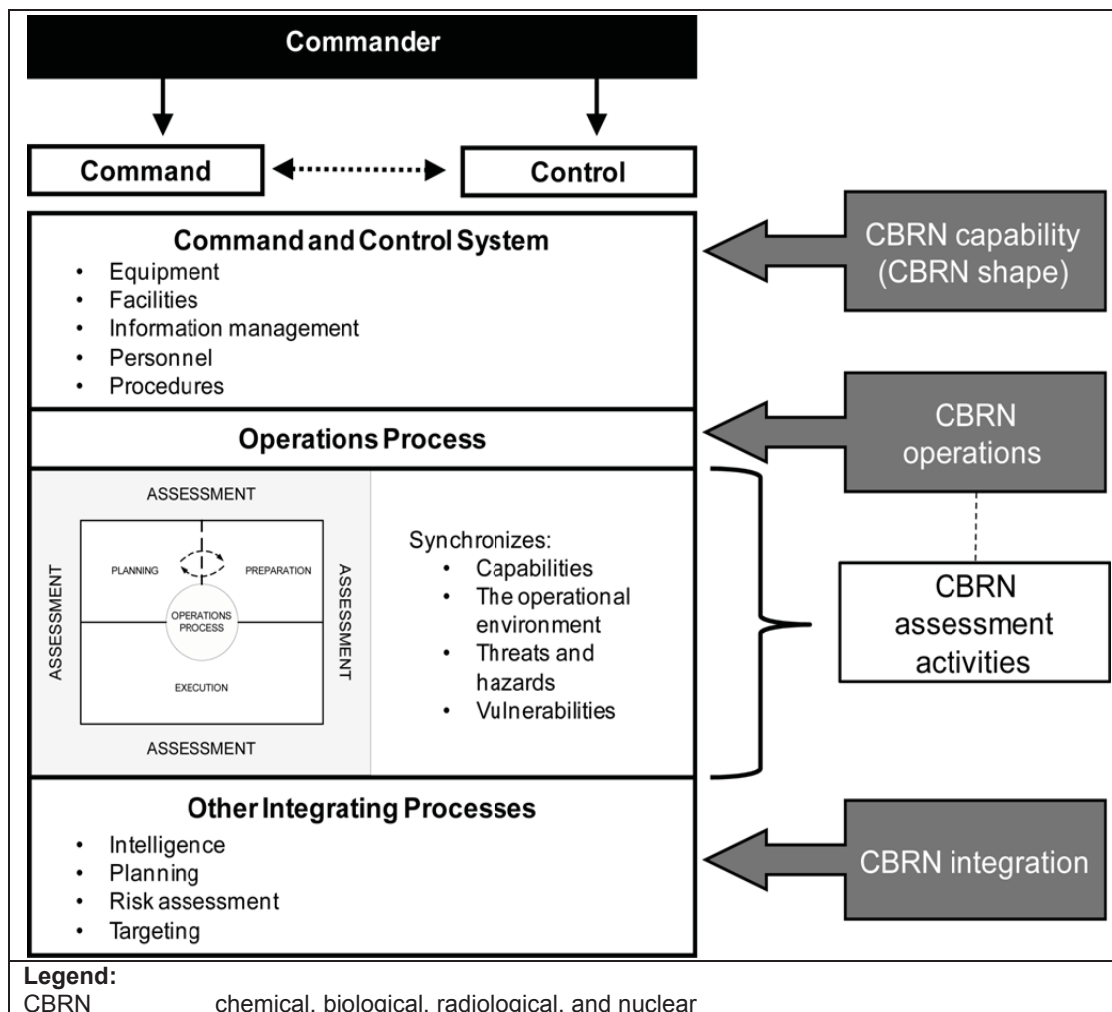 Commander
Command
Control
Command and Control System
• Equipment
• Facilities
• Information management
• Personnel
• Procedures
CBRN capability
(CBRN shape)
Operations Process
CBRN
operations
ASSESSMENT
ASSESSMENT
PLANNING
PREPARATION
OPERATIONS
PROCESS
EXECUTION
ASSESSMENT
ASSESSMENT
Synchronizes:
• Capabilities
• The operational
environment
• Threats and
hazards
• Vulnerabilities
CBRN
assessment
activities
Other Integrating Processes
• Intelligence
• Planning
• Risk assessment
• Targeting
CBRN integration
Legend:
CBRN chemical, biological, radiological, and nuclear